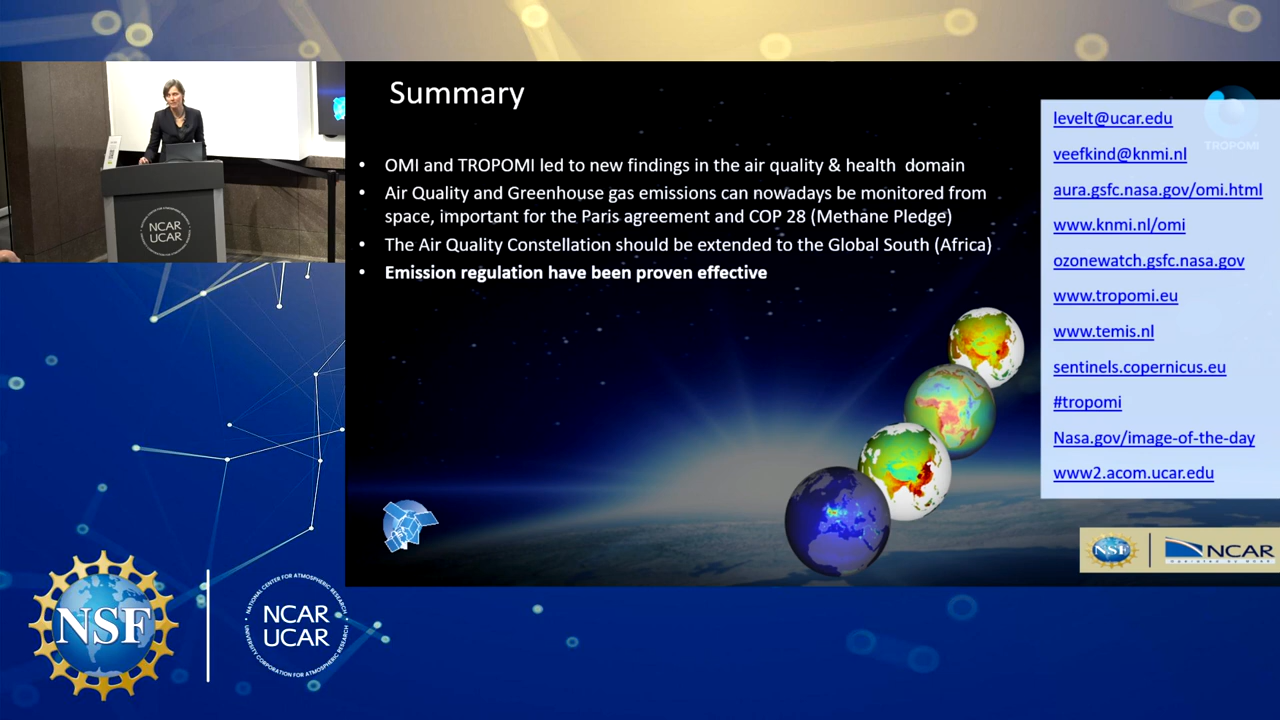 Summary
• OMI and TROPOMI led to new findings in the air quality & health domain
• Air Quality and Greenhouse gas emissions can nowadays be monitored from
space, important for the Paris agreement and COP 28 (Methane Pledge)
• The Air Quality Constellation should be extended to the Global South (Africa)
• Emission regulation have been proven effective
TROPOMI
levelt@ucar.edu
veefkind@knmi.nl
aura.gsfc.nasa.gov/omi.html
www.knmi.nl/omi
ozonewatch.gsfc.nasa.gov
www.tropomi.eu
www.temis.nl
sentinels.copernicus.eu
#tropomi
Nasa.gov/image-of-the-day
www2.acom.ucar.edu
NCAR
UCAR
NSF
NCAR
NSF
NATIONAL CENTER FOR ATMOSPHERIC RESEARCH
NCAR
UCAR
UNIVERSITY CORPORATION FOR ATMOSPHERIC RESEARCH